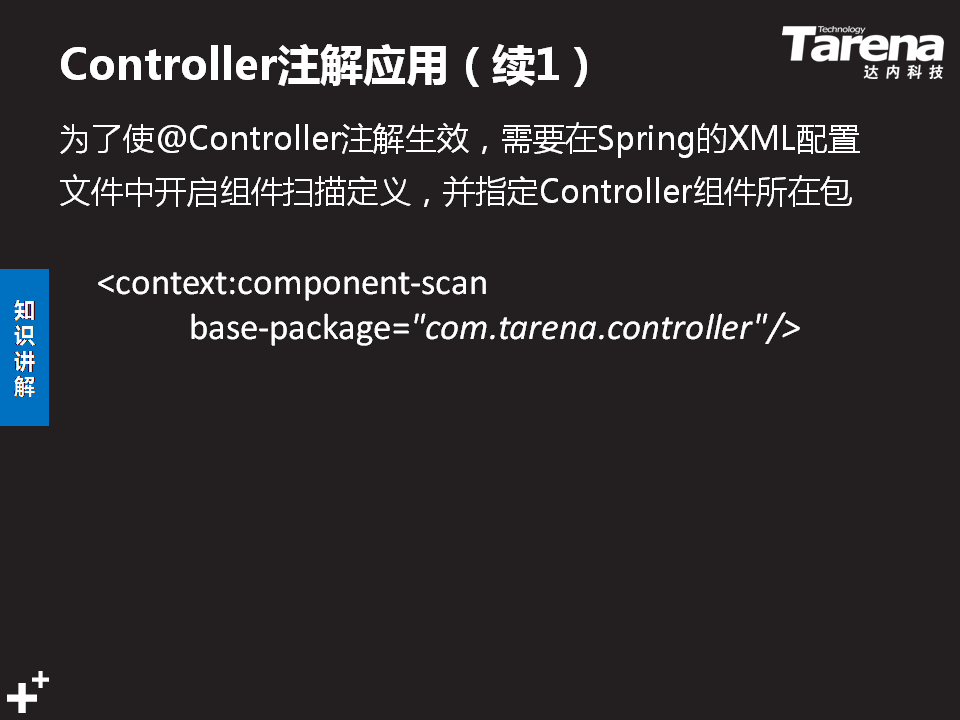 Controller注解应用（续1）
Technology
Tarena
达内科技
为了使@Controller注解生效，需要在Spring的XML配置
文件中开启组件扫描定义，并指定Controller组件所在包
<context:component-scan
base-package="com.tarena.controller"/>
知识讲解